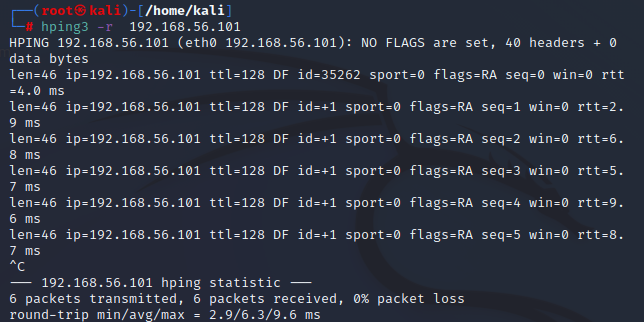 ┌──(root㉿kali)-[/home/kali]
└─# hping3 -r  192.168.56.101
HPING 192.168.56.101 (eth0 192.168.56.101): NO FLAGS are set, 40 headers + 0
data bytes
len=46 ip=192.168.56.101 ttl=128 DF id=35262 sport=0 flags=RA seq=0 win=0 rtt
=4.0 ms
len=46 ip=192.168.56.101 ttl=128 DF id=+1 sport=0 flags=RA seq=1 win=0 rtt=2.
9 ms
len=46 ip=192.168.56.101 ttl=128 DF id=+1 sport=0 flags=RA seq=2 win=0 rtt=6.
8 ms
len=46 ip=192.168.56.101 ttl=128 DF id=+1 sport=0 flags=RA seq=3 win=0 rtt=5.
7 ms
len=46 ip=192.168.56.101 ttl=128 DF id=+1 sport=0 flags=RA seq=4 win=0 rtt=9.
6 ms
len=46 ip=192.168.56.101 ttl=128 DF id=+1 sport=0 flags=RA seq=5 win=0 rtt=8.
7 ms
^C
--- 192.168.56.101 hping statistic ---
6 packets transmitted, 6 packets received, 0% packet loss
round-trip min/avg/max = 2.9/6.3/9.6 ms